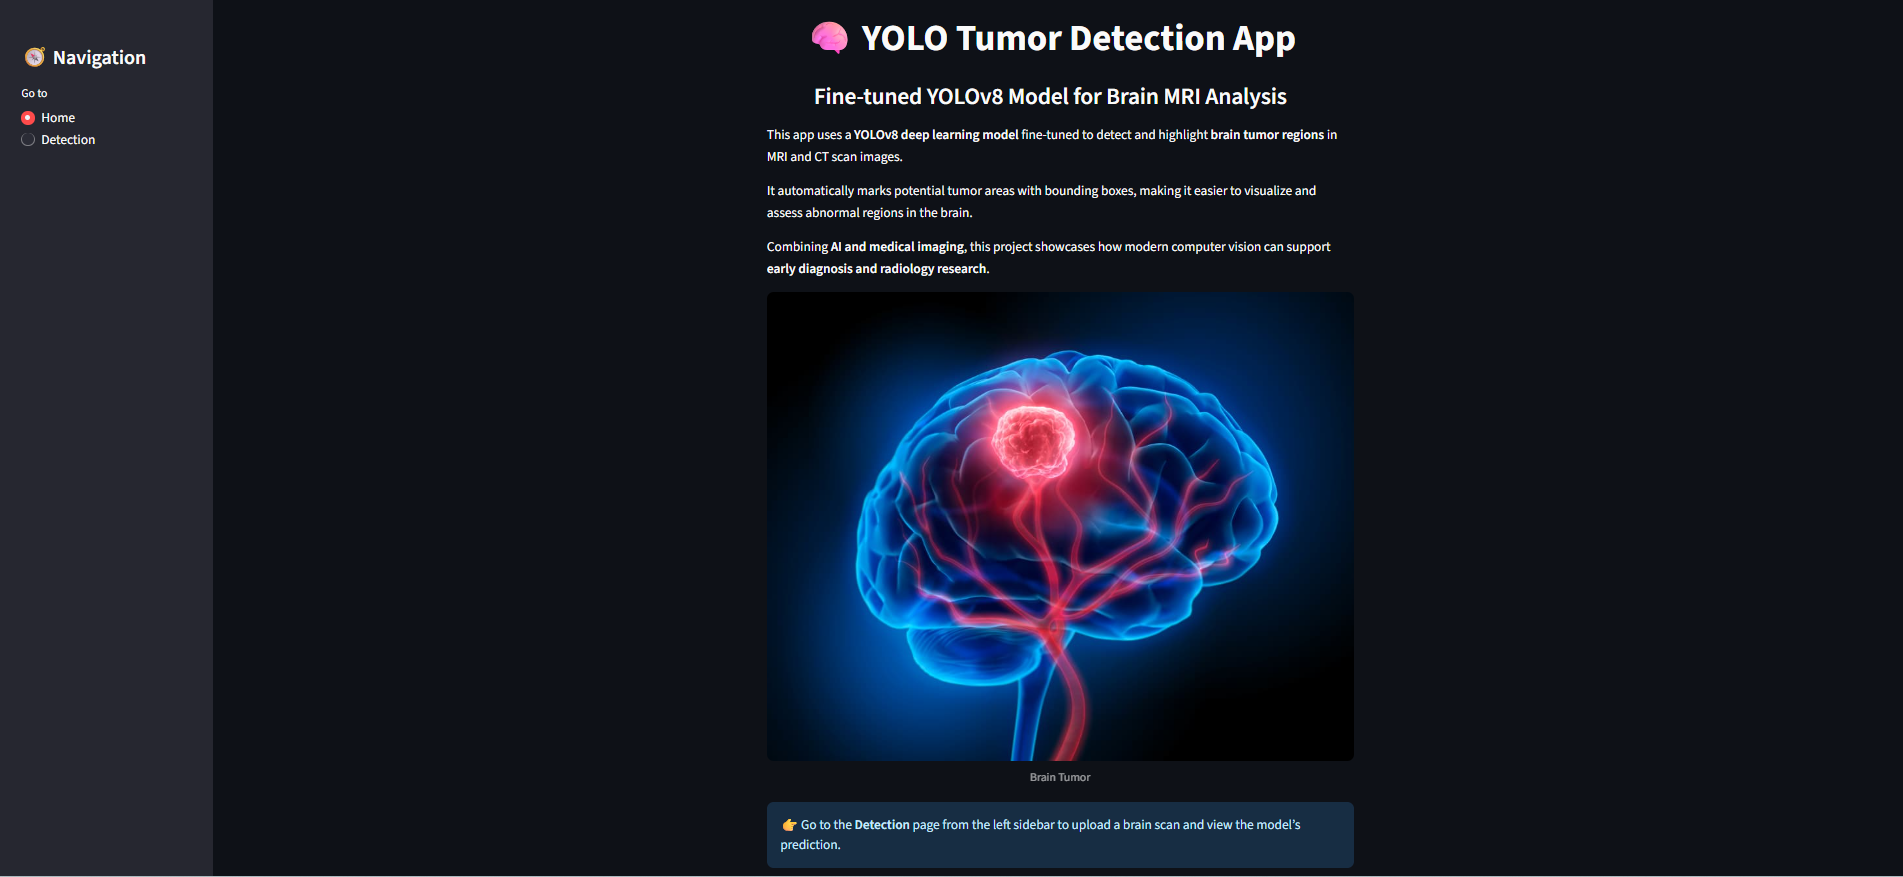 🧭 Navigation
Go to
Home
Detection
🧠 YOLO Tumor Detection App
Fine-tuned YOLOv8 Model for Brain MRI Analysis
This app uses a YOLOv8 deep learning model fine-tuned to detect and highlight brain tumor regions in
MRI and CT scan images.
It automatically marks potential tumor areas with bounding boxes, making it easier to visualize and
assess abnormal regions in the brain.
Combining AI and medical imaging, this project showcases how modern computer vision can support
early diagnosis and radiology research.
Brain Tumor
👉 Go to the Detection page from the left sidebar to upload a brain scan and view the model’s
prediction.